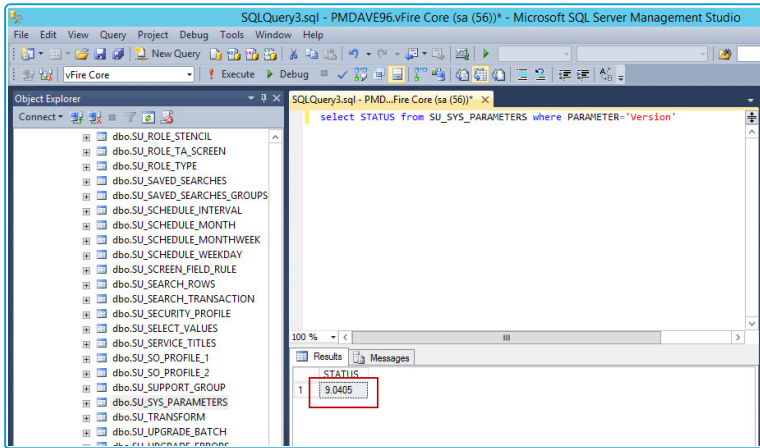 SQLQuery3.sql - PMDAVE96.vFire Core (sa (56))* - Microsoft SQL Server Management Studio
File Edit View Query Project Debug Tools Window Help
New Query
vFire Core Execute Debug
Object Explorer
SQLQuery3.sql - PMD...Fire Core (sa (56))*
Connect
select STATUS from SU_SYS_PARAMETERS where PARAMETER='Version'
dbo.SU_ROLE_STENCIL
dbo.SU_ROLE_TA_SCREEN
dbo.SU_ROLE_TYPE
dbo.SU_SAVED_SEARCHES
dbo.SU_SAVED_SEARCHES_GROUPS
dbo.SU_SCHEDULE_INTERVAL
dbo.SU_SCHEDULE_MONTH
dbo.SU_SCHEDULE_MONTHWEEK
dbo.SU_SCHEDULE_WEEKDAY
dbo.SU_SCREEN_FIELD_RULE
dbo.SU_SEARCH_ROWS
dbo.SU_SEARCH_TRANSACTION
dbo.SU_SECURITY_PROFILE
dbo.SU_SELECT_VALUES
dbo.SU_SERVICE_TITLES
dbo.SU_SO_PROFILE_1
dbo.SU_SO_PROFILE_2
dbo.SU_SUPPORT_GROUP
dbo.SU_SYS_PARAMETERS
dbo.SU_TRANSFORM
dbo.SU_UPGRADE_BATCH
dbo.SU_UPGRADE_ERRORS
100 %
Results Messages
STATUS
1 9.0405